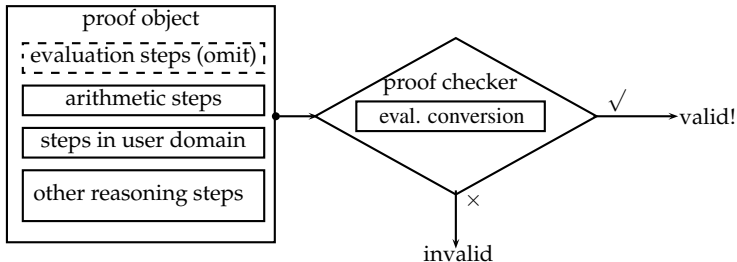 proof object
evaluation steps (omit)
arithmetic steps
steps in user domain
other reasoning steps
proof checker
eval. conversion
√
valid!
×
invalid